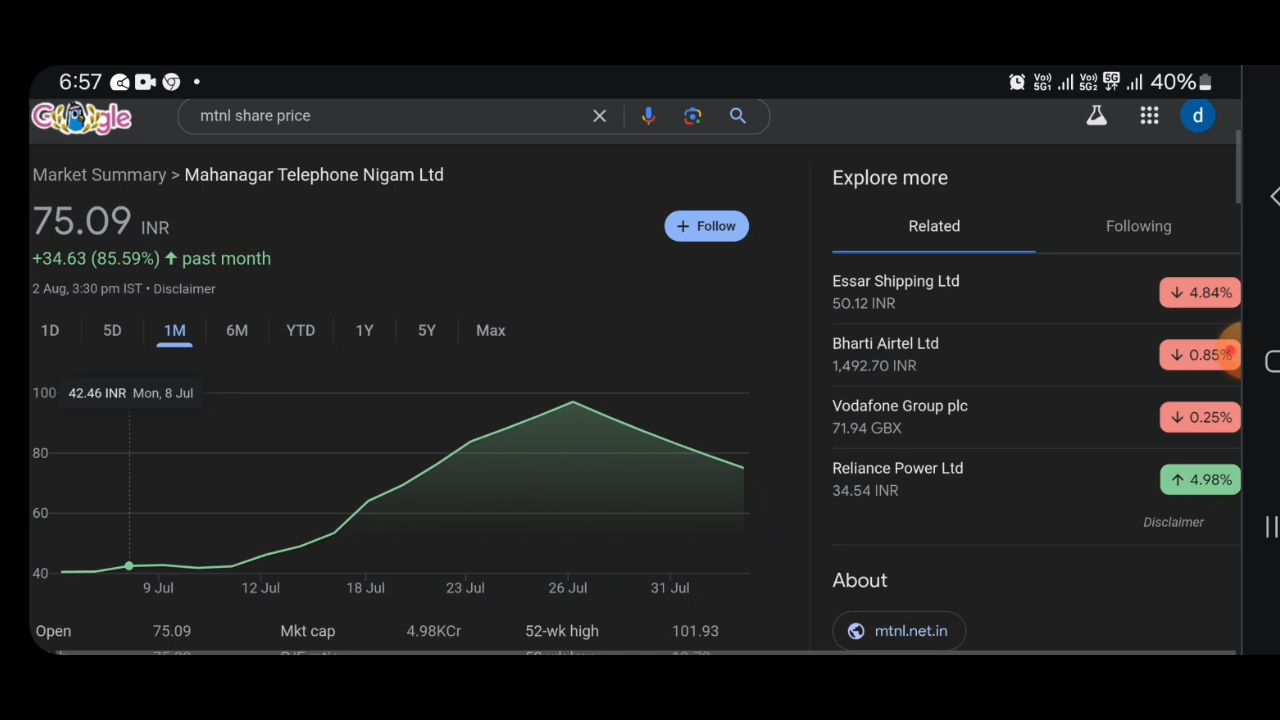 6:57
Vo) 5G1 Vo) 5G2 5G 40%
Google
mtnl share price
d
Market Summary > Mahanagar Telephone Nigam Ltd
75.09 INR
+ Follow
+34.63 (85.59%) ↑ past month
2 Aug, 3:30 pm IST • Disclaimer
1D 5D 1M 6M YTD 1Y 5Y Max
42.46 INR Mon, 8 Jul
100
80
60
40
9 Jul 12 Jul 18 Jul 23 Jul 26 Jul 31 Jul
Open 75.09 Mkt cap 4.98KCr 52-wk high 101.93
Explore more
Related Following
Essar Shipping Ltd
50.12 INR
↓ 4.84%
Bharti Airtel Ltd
1,492.70 INR
↓ 0.85%
Vodafone Group plc
71.94 GBX
↓ 0.25%
Reliance Power Ltd
34.54 INR
↑ 4.98%
Disclaimer
About
mtnl.net.in